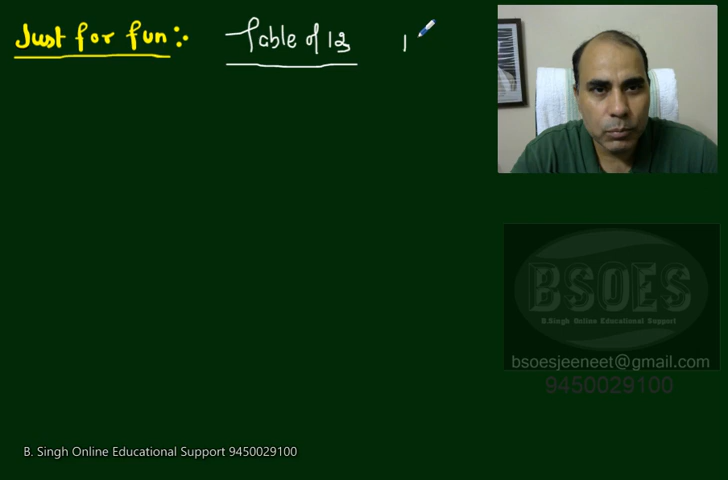 Just for fun :- Table of 13 1
BSOES
B.Singh Online Educational Support
bsoesjeeneet@gmail.com
9450029100
B. Singh Online Educational Support 9450029100